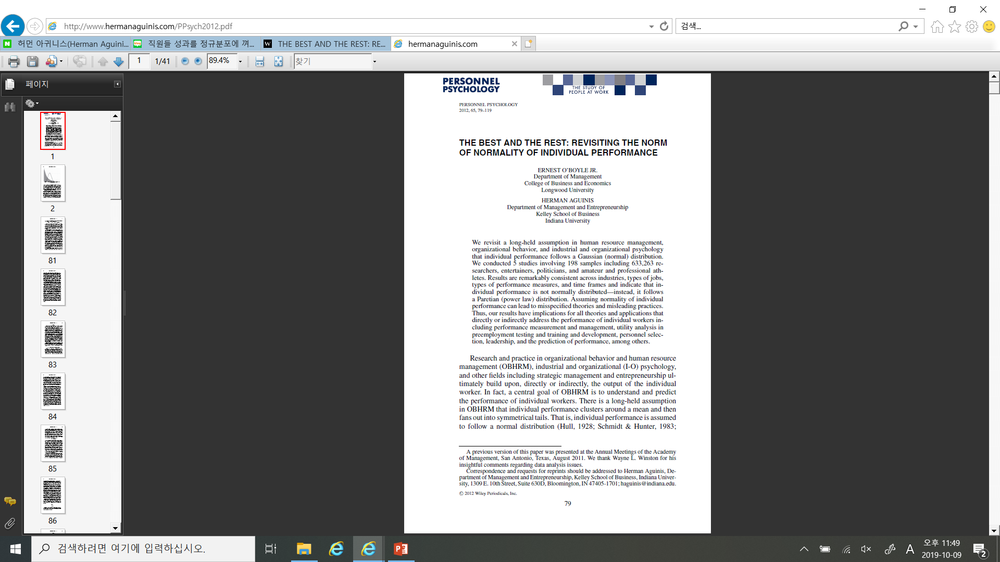 http://www.hermanaguinis.com/PPsych2012.pdf
검색...
허먼 아귀니스(Herman Aguini...
직원들 성과를 정규분포에 껴...
THE BEST AND THE REST: RE...
hermanaguinis.com
1
1/41
89.4%
찾기
페이지
1
2
81
82
83
84
85
86
PERSONNEL
PSYCHOLOGY
THE STUDY OF
PEOPLE AT WORK
PERSONNEL PSYCHOLOGY
2012, 65, 79–119
THE BEST AND THE REST: REVISITING THE NORM
OF NORMALITY OF INDIVIDUAL PERFORMANCE
ERNEST O'BOYLE JR.
Department of Management
College of Business and Economics
Longwood University
HERMAN AGUINIS
Department of Management and Entrepreneurship
Kelley School of Business
Indiana University
We revisit a long-held assumption in human resource management,
organizational behavior, and industrial and organizational psychology
that individual performance follows a Gaussian (normal) distribution.
We conducted 5 studies involving 198 samples including 633,263 re-
searchers, entertainers, politicians, and amateur and professional ath-
letes. Results are remarkably consistent across industries, types of jobs,
types of performance measures, and time frames and indicate that in-
dividual performance is not normally distributed—instead, it follows
a Paretian (power law) distribution. Assuming normality of individual
performance can lead to misspecified theories and misleading practices.
Thus, our results have implications for all theories and applications that
directly or indirectly address the performance of individual workers in-
cluding performance measurement and management, utility analysis in
preemployment testing and training and development, personnel selec-
tion, leadership, and the prediction of performance, among others.
Research and practice in organizational behavior and human resource
management (OBHRM), industrial and organizational (I-O) psychology,
and other fields including strategic management and entrepreneurship ul-
timately build upon, directly or indirectly, the output of the individual
worker. In fact, a central goal of OBHRM is to understand and predict
the performance of individual workers. There is a long-held assumption
in OBHRM that individual performance clusters around a mean and then
fans out into symmetrical tails. That is, individual performance is assumed
to follow a normal distribution (Hull, 1928; Schmidt & Hunter, 1983;
A previous version of this paper was presented at the Annual Meetings of the Academy
of Management, San Antonio, Texas, August 2011. We thank Wayne L. Winston for his
insightful comments regarding data analysis issues.
Correspondence and requests for reprints should be addressed to Herman Aguinis, De-
partment of Management and Entrepreneurship, Kelley School of Business, Indiana Univer-
sity, 1309 E. 10th Street, Suite 630D, Bloomington, IN 47405-1701; haguinis@indiana.edu.
© 2012 Wiley Periodicals, Inc.
79
검색하려면 여기에 입력하십시오.
A
오후 11:49
2019-10-09
2